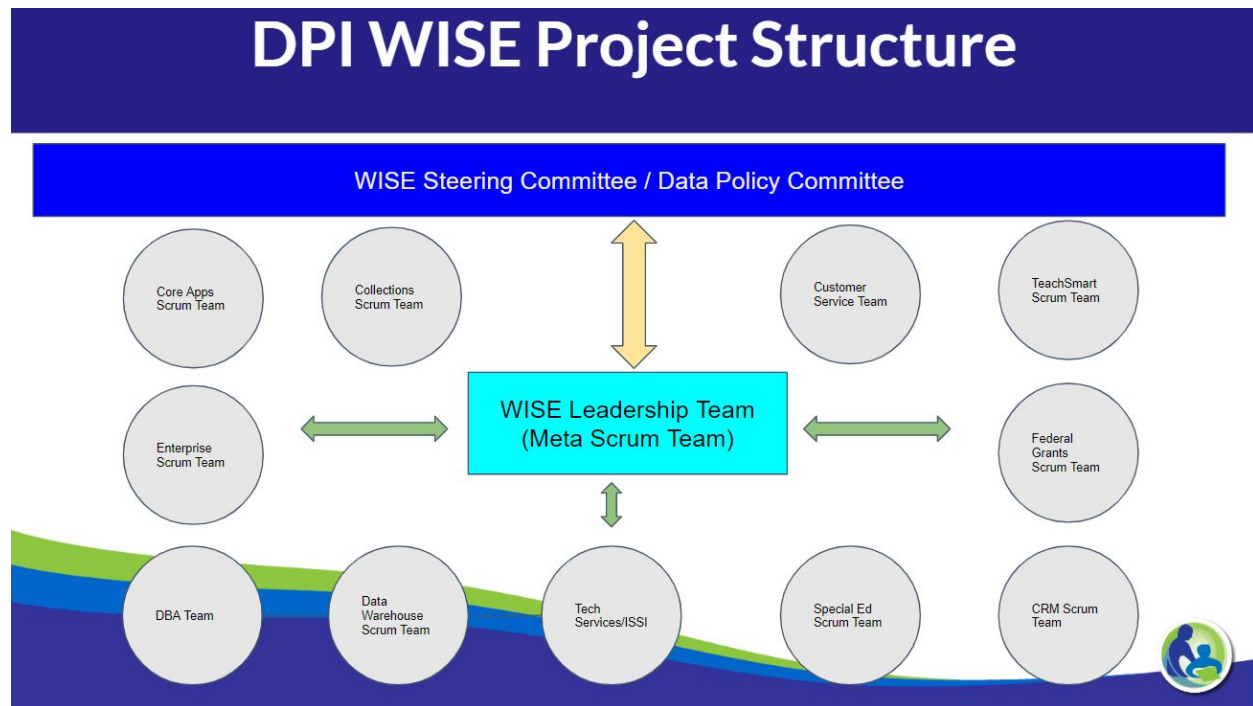 DPI WISE Project Structure
WISE Steering Committee / Data Policy Committee
Core Apps
Scrum Team
Collections
Scrum Team
Customer
Service Team
TeachSmart
Scrum Team
WISE Leadership Team
(Meta Scrum Team)
Enterprise
Scrum Team
Federal
Grants
Scrum Team
DBA Team
Data
Warehouse
Scrum Team
Tech
Services/ISSI
Special Ed
Scrum Team
CRM Scrum
Team